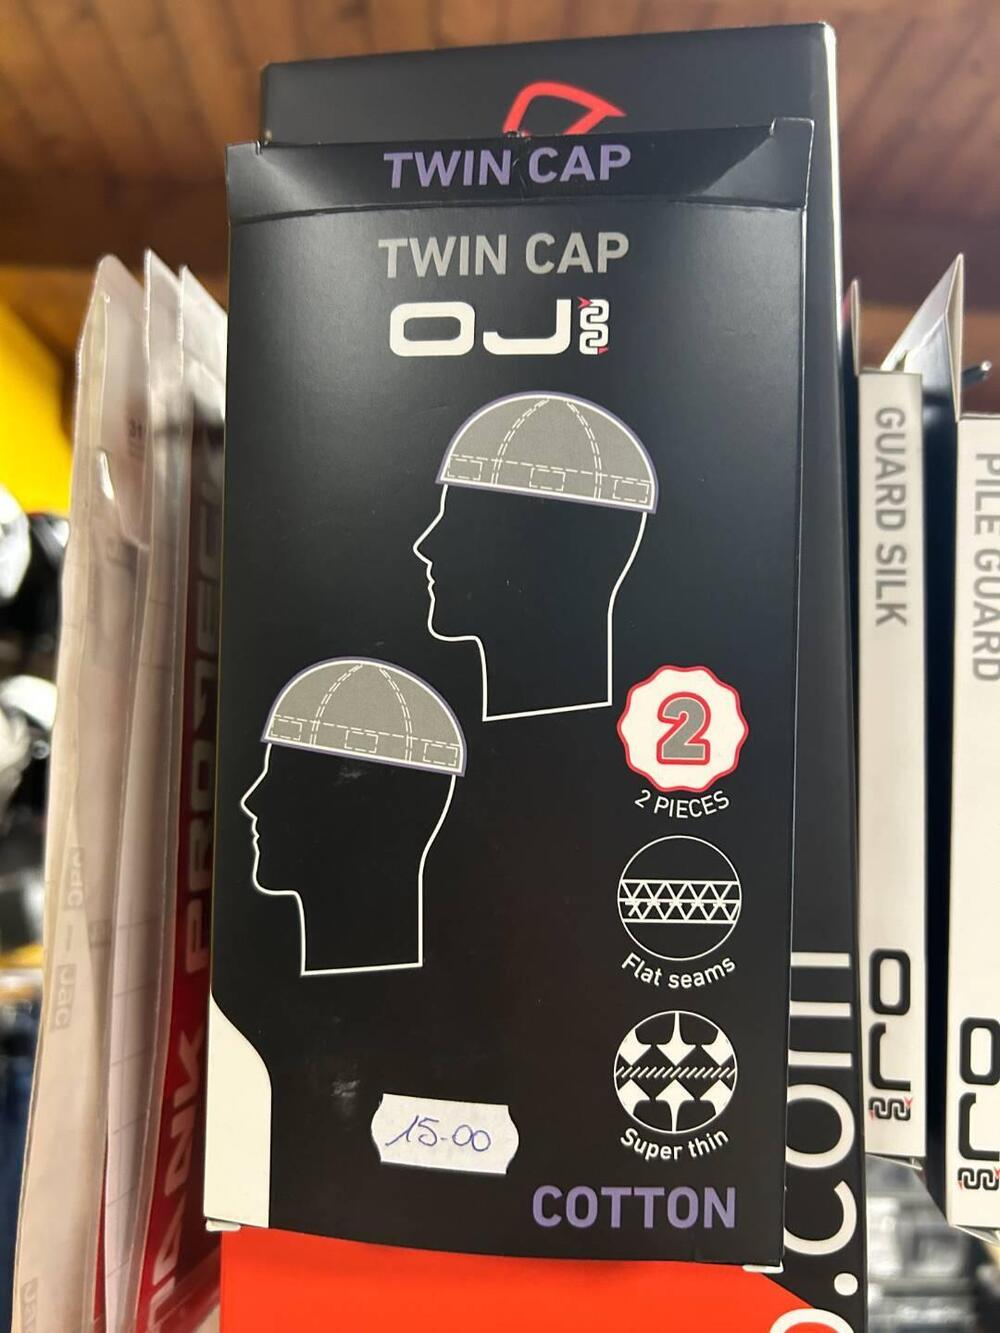 TWIN CAP
TWIN CAP
OJ
2
2 PIECES
Flat seams
Super thin
15.00
COTTON
GUARD SILK
OJ
PILE GUARD
OJ
.com